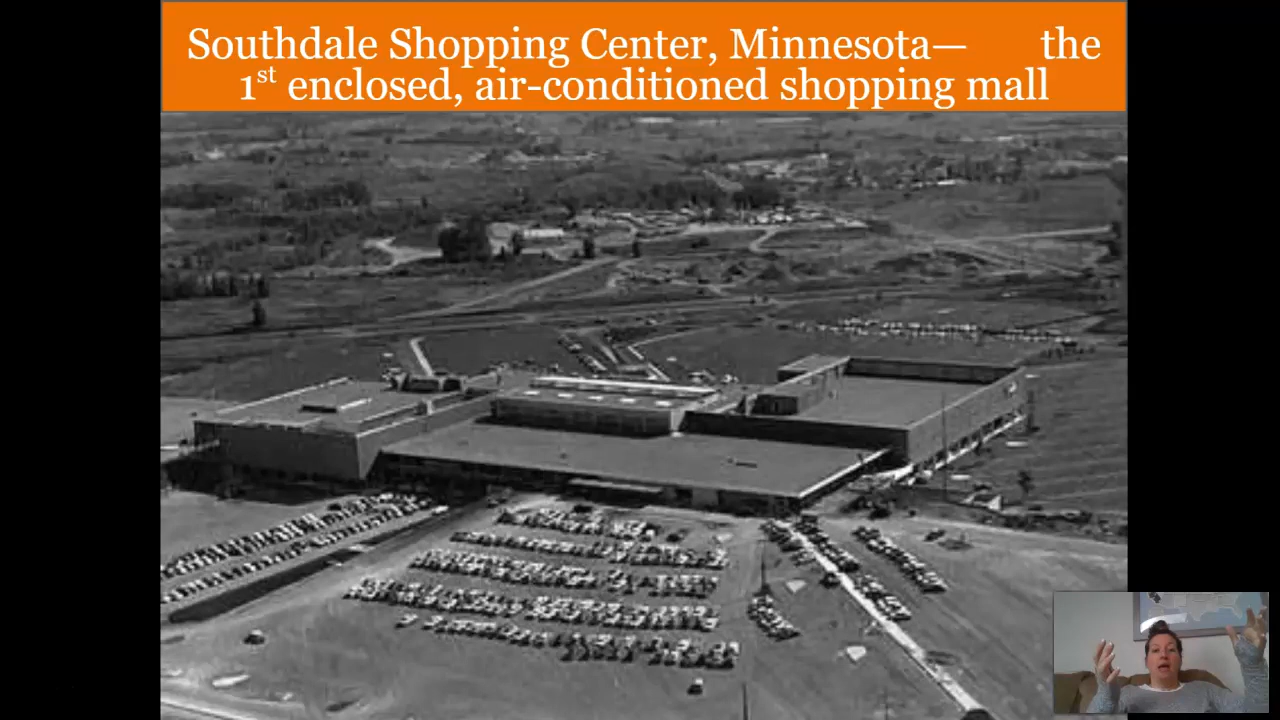 Southdale Shopping Center, Minnesota— the
1st enclosed, air-conditioned shopping mall